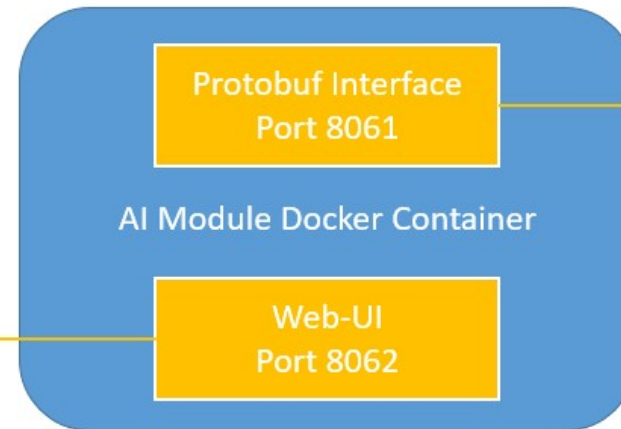 Protobuf Interface
Port 8061
AI Module Docker Container
Web-UI
Port 8062